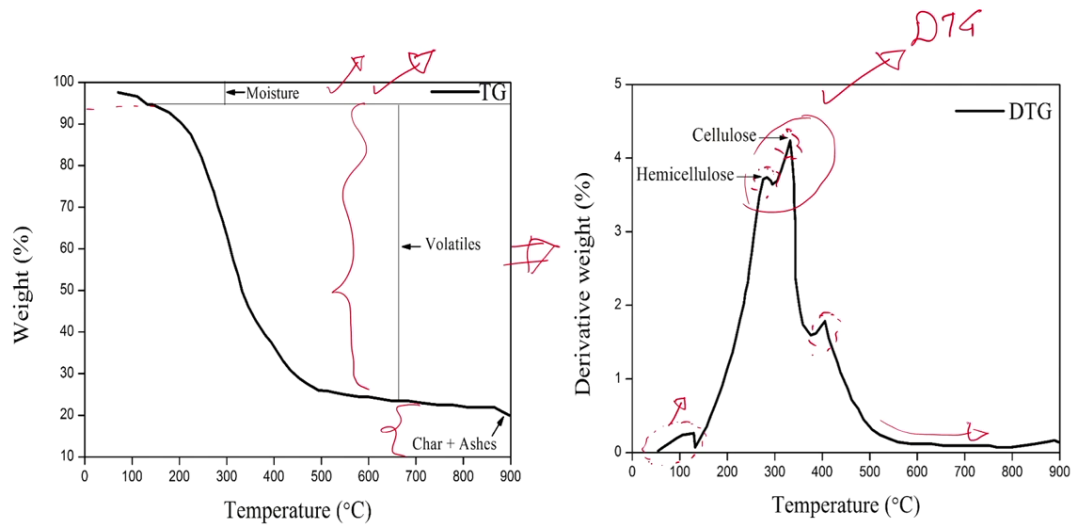 DTG
100
90
80
70
60
50
40
30
20
10
Weight (%)
Moisture
TG
Volatiles
Char + Ashes
0 100 200 300 400 500 600 700 800 900
Temperature (°C)
5
4
3
2
1
0
Derivative weight (%)
DTG
Cellulose
Hemicellulose
0 100 200 300 400 500 600 700 800 900
Temperature (°C)